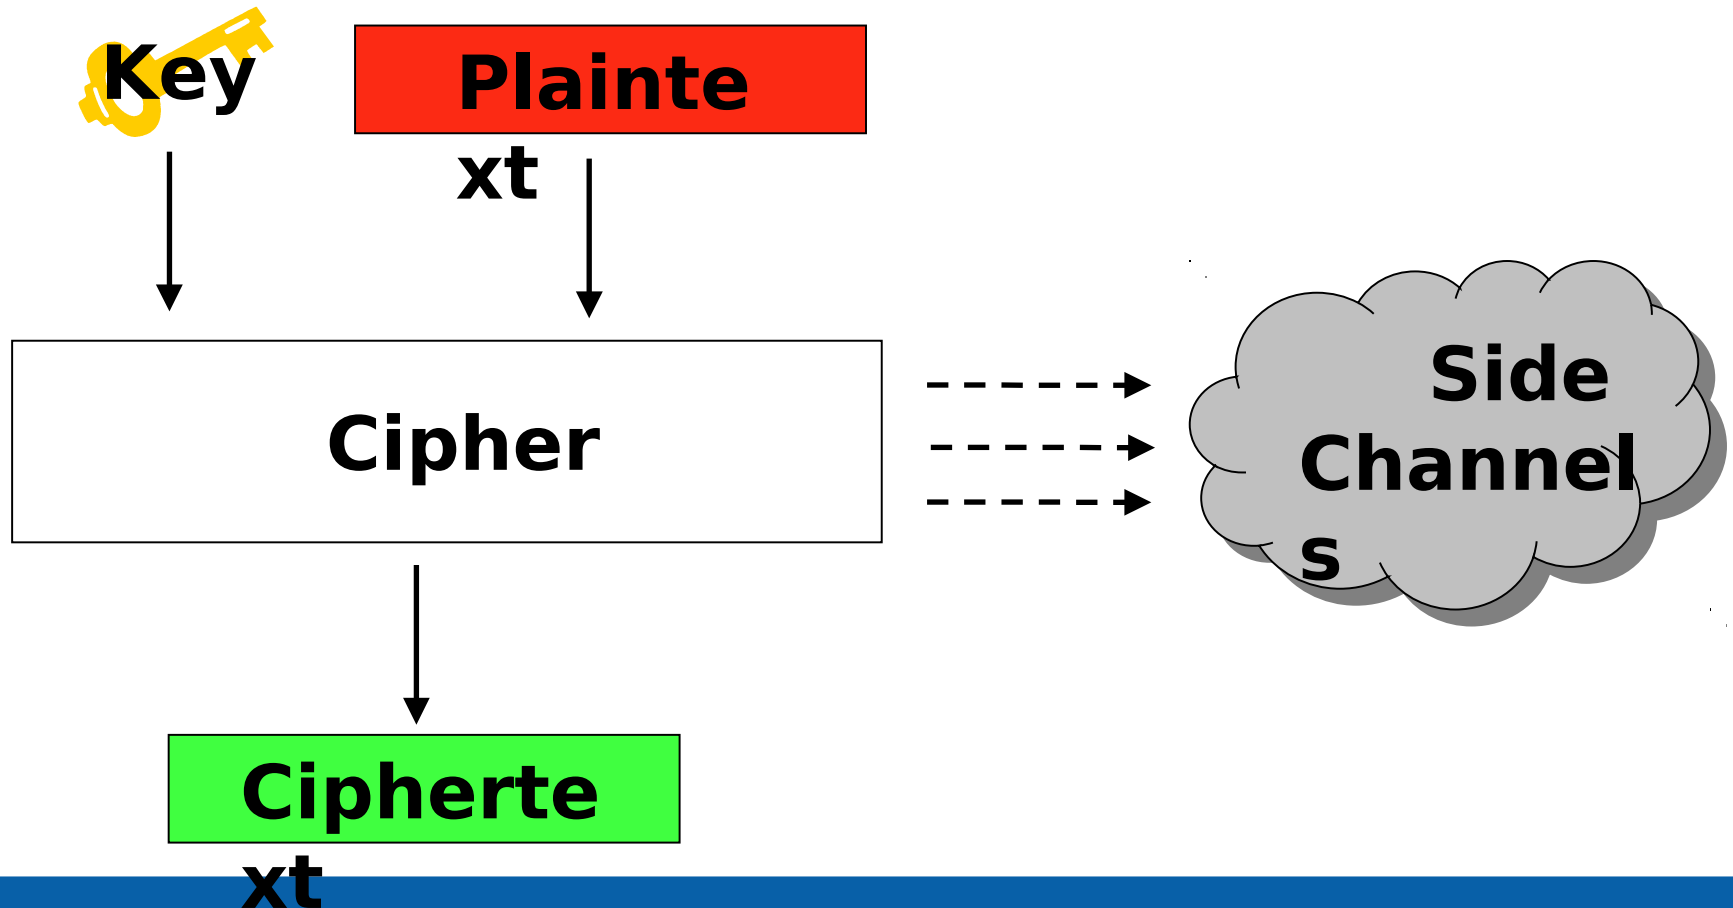 Key
Plainte
xt
Side
Channel
s
Cipher
Cipherte
xt